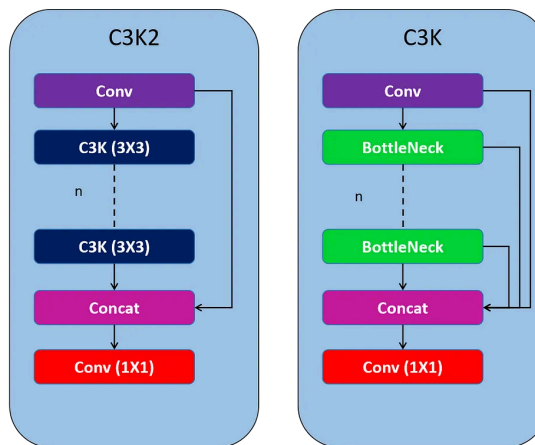 C3K2
Conv
C3K (3X3)
n
C3K (3X3)
Concat
Conv (1X1)
C3K
Conv
BottleNeck
n
BottleNeck
Concat
Conv (1X1)